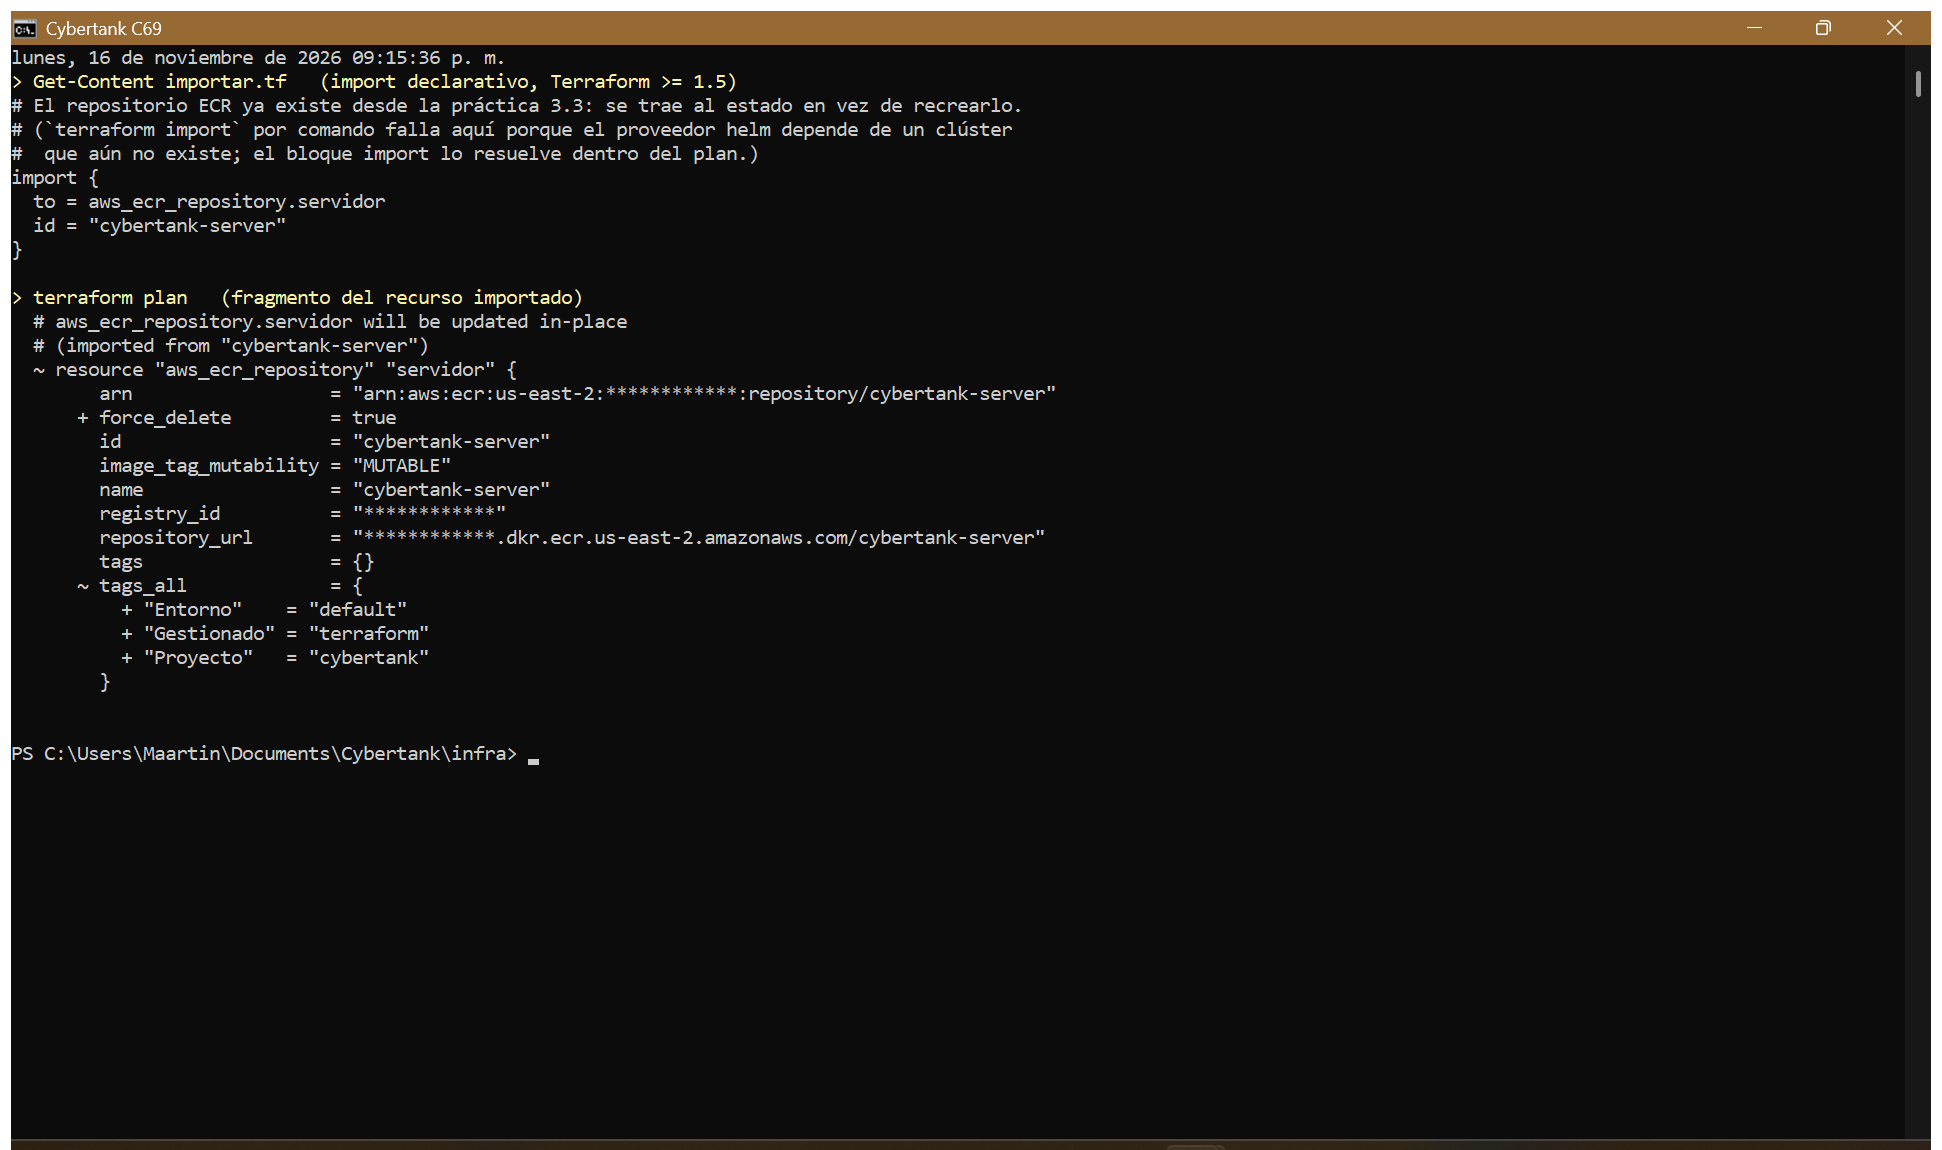 Cybertank C69
lunes, 16 de noviembre de 2026 09:15:36 p. m.
> Get-Content importar.tf   (import declarativo, Terraform >= 1.5)
# El repositorio ECR ya existe desde la práctica 3.3: se trae al estado en vez de recrearlo.
# (`terraform import` por comando falla aquí porque el proveedor helm depende de un clúster
#  que aún no existe; el bloque import lo resuelve dentro del plan.)
import {
  to = aws_ecr_repository.servidor
  id = "cybertank-server"
}
> terraform plan   (fragmento del recurso importado)
  # aws_ecr_repository.servidor will be updated in-place
  # (imported from "cybertank-server")
  ~ resource "aws_ecr_repository" "servidor" {
        arn                  = "arn:aws:ecr:us-east-2:************:repository/cybertank-server"
      + force_delete         = true
        id                   = "cybertank-server"
        image_tag_mutability = "MUTABLE"
        name                 = "cybertank-server"
        registry_id          = "************"
        repository_url       = "************.dkr.ecr.us-east-2.amazonaws.com/cybertank-server"
        tags                 = {}
      ~ tags_all             = {
          + "Entorno"    = "default"
          + "Gestionado" = "terraform"
          + "Proyecto"   = "cybertank"
        }
PS C:\Users\Maartin\Documents\Cybertank\infra>